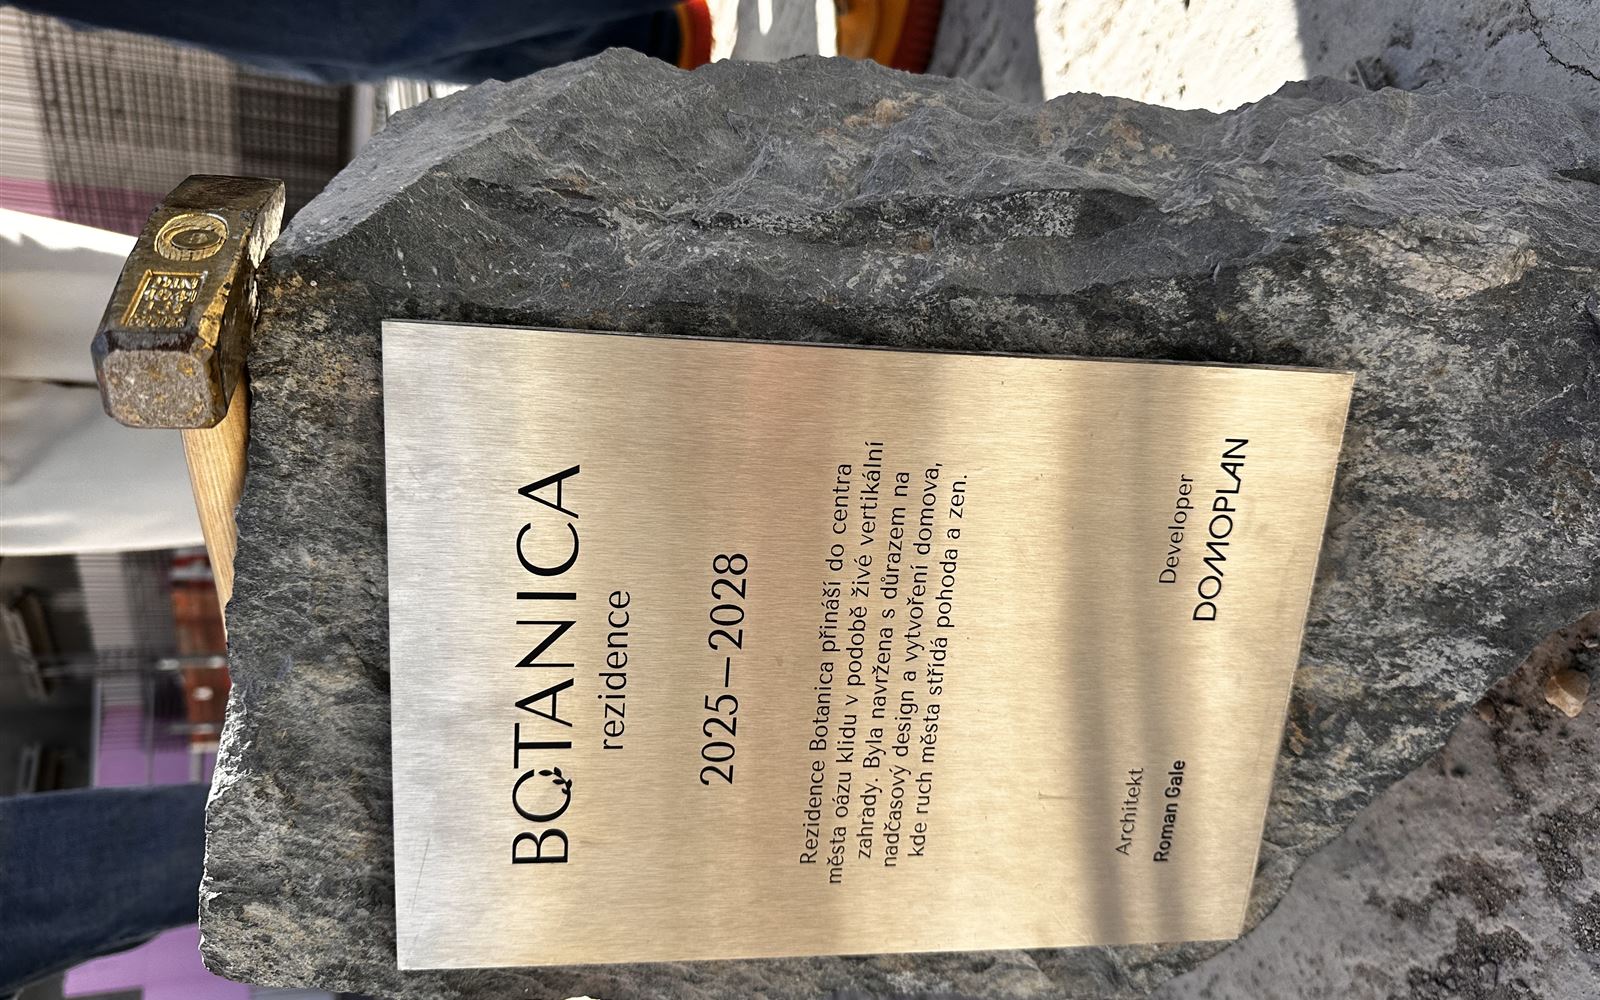 BOTANICA
rezidence
2025–2028
Rezidence Botanica přináší do centra
města oázu klidu v podobě živé vertikální
zahrady. Byla navržena s důrazem na
nadčasový design a vytvoření domova,
kde ruch města střídá pohoda a zen.
Architekt
Roman Gale
Developer
DOMOPLAN